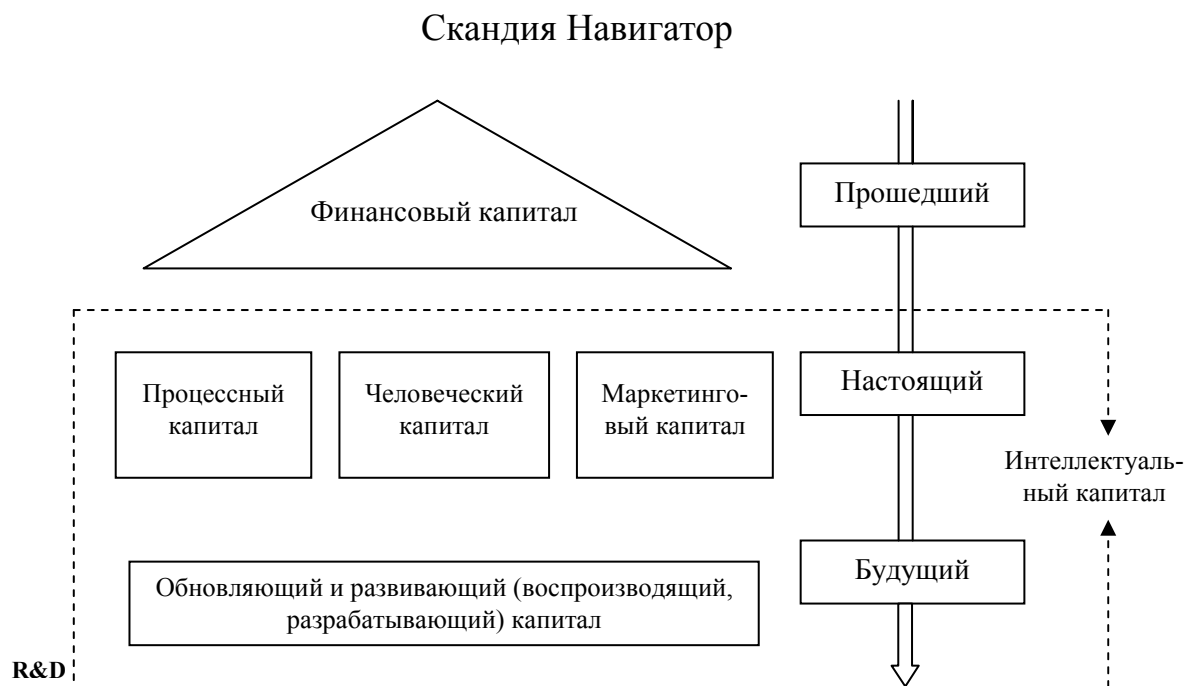 Скандия Навигатор
Финансовый капитал
Прошедший
Процессный
капитал
Человеческий
капитал
Маркетинго-
вый капитал
Настоящий
Интеллектуаль-
ный капитал
Обновляющий и развивающий (воспроизводящий,
разрабатывающий) капитал
Будущий
R&D